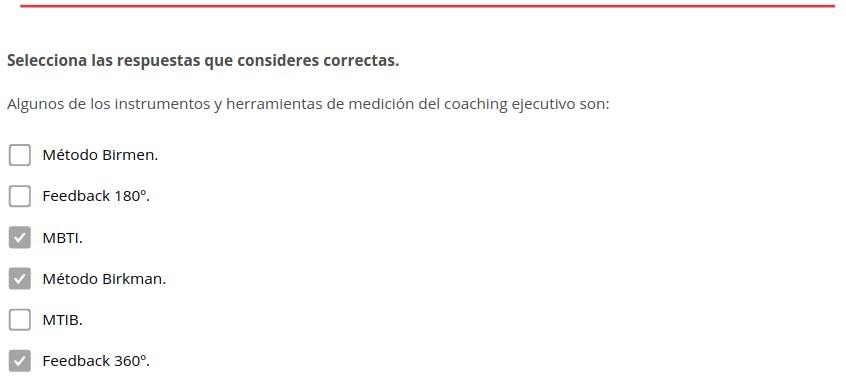 Selecciona las respuestas que consideres correctas.
Algunos de los instrumentos y herramientas de medición del coaching ejecutivo son:
Método Birmen.
Feedback 180º.
MBTI.
Método Birkman.
MTIB.
Feedback 360º.